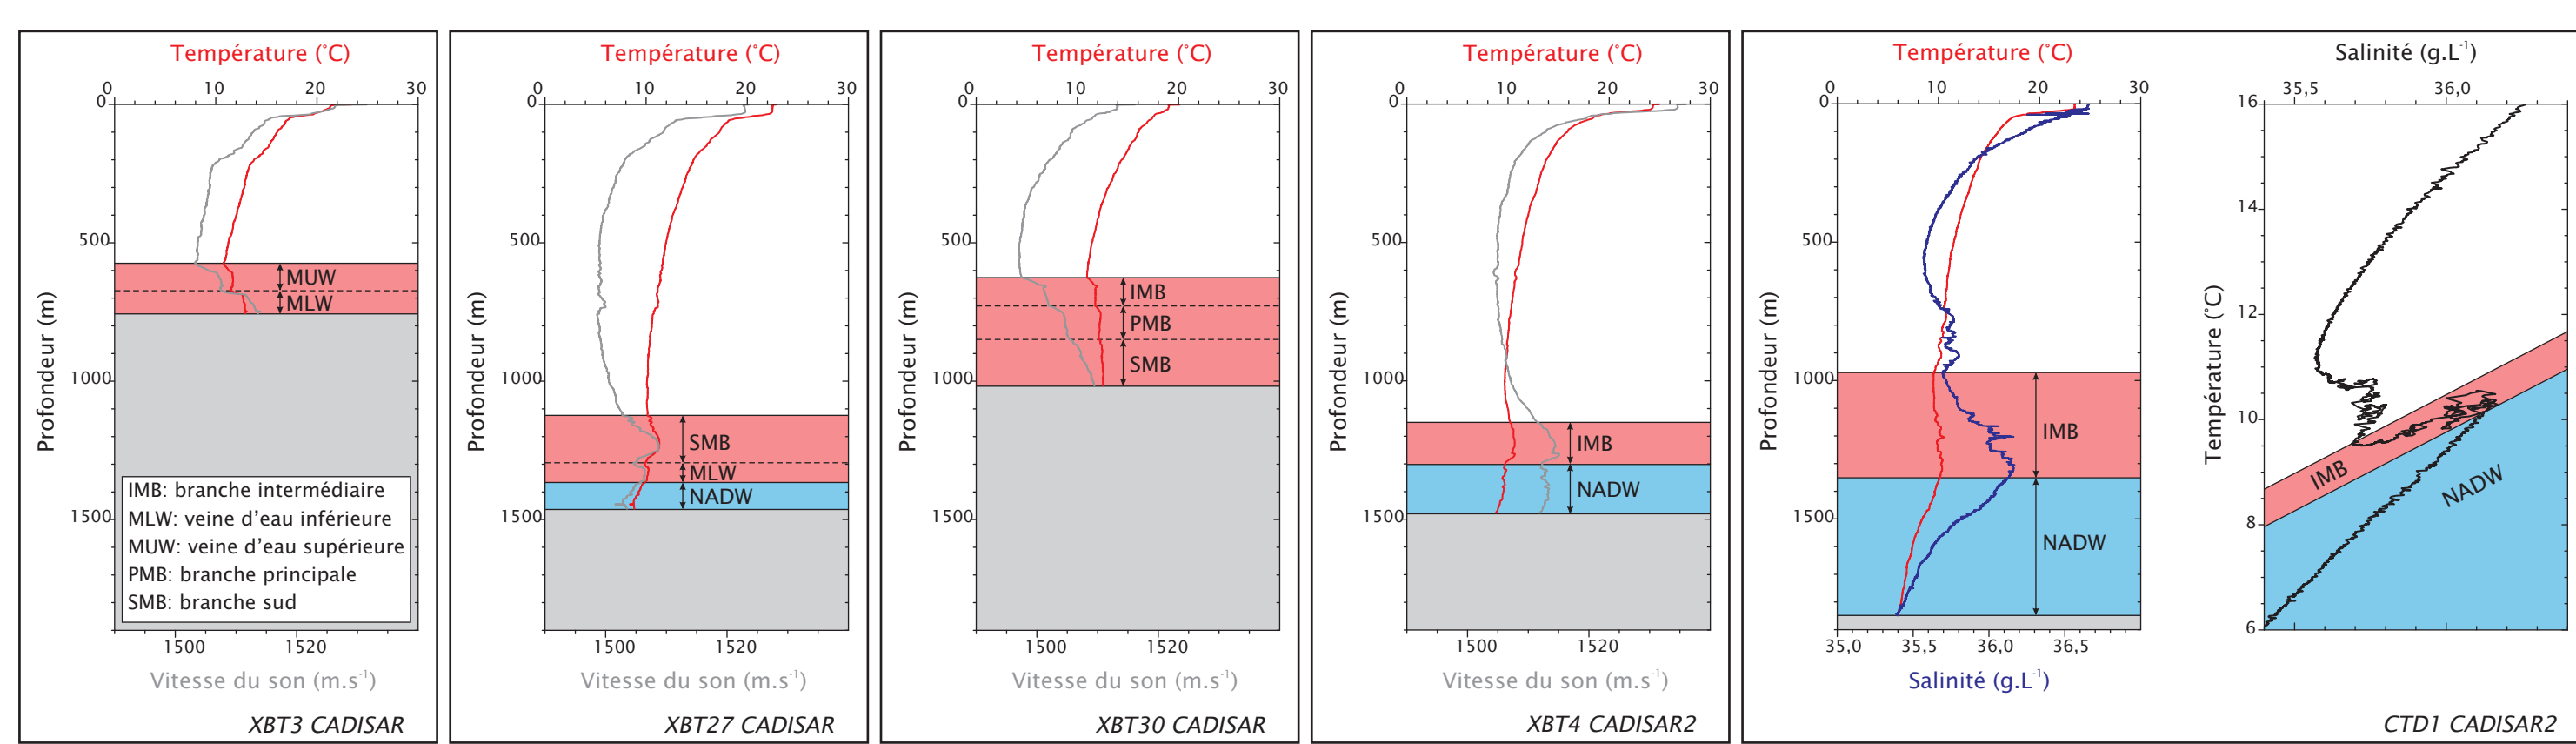 Température (˚C)
0 10 20 30
0
500
1000
1500
Profondeur (m)
MUW
MLW
IMB: branche intermédiaire
MLW: veine d'eau inférieure
MUW: veine d'eau supérieure
PMB: branche principale
SMB: branche sud
1500 1520
Vitesse du son (m.s⁻¹)
XBT3 CADISAR
Température (˚C)
0 10 20 30
0
500
1000
1500
Profondeur (m)
SMB
MLW
NADW
1500 1520
Vitesse du son (m.s⁻¹)
XBT27 CADISAR
Température (˚C)
0 10 20 30
0
500
1000
1500
Profondeur (m)
IMB
PMB
SMB
1500 1520
Vitesse du son (m.s⁻¹)
XBT30 CADISAR
Température (˚C)
0 10 20 30
0
500
1000
1500
Profondeur (m)
IMB
NADW
1500 1520
Vitesse du son (m.s⁻¹)
XBT4 CADISAR2
Température (˚C)
0 10 20 30
0
500
1000
1500
Profondeur (m)
IMB
NADW
35,0 35,5 36,0 36,5
Salinité (g.L⁻¹)
Salinité (g.L⁻¹)
35,5 36,0
16
14
12
10
8
6
Température (˚C)
IMB
NADW
CTD1 CADISAR2